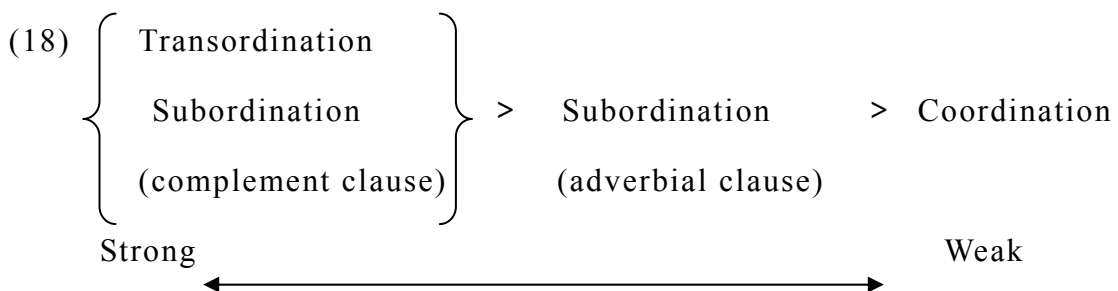 (18) Transordination
Subordination > Subordination > Coordination
(complement clause) (adverbial clause)
Strong Weak